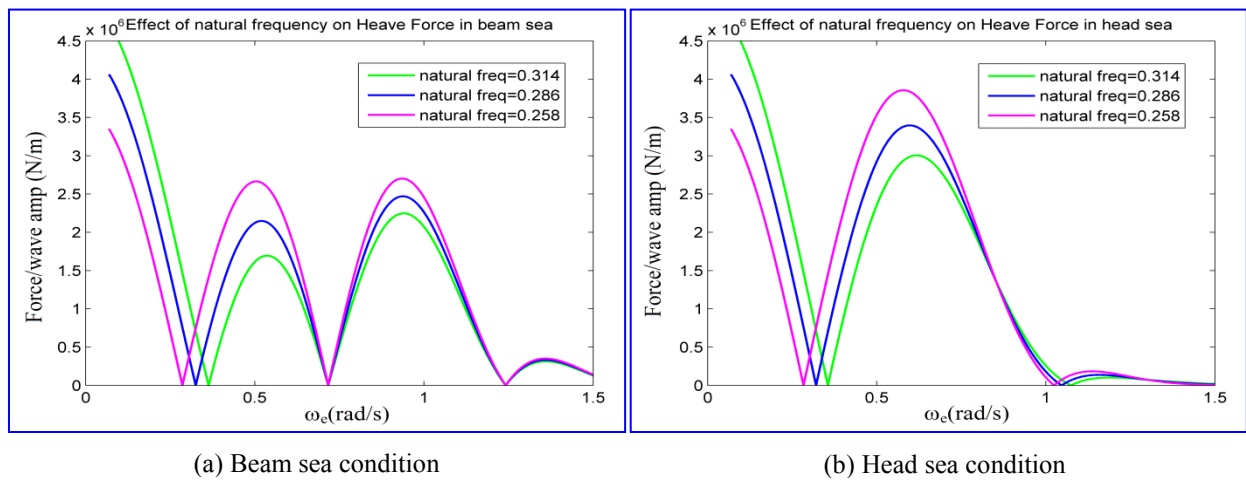 × 10⁶ Effect of natural frequency on Heave Force in beam sea
4.5
4
3.5
3
2.5
2
1.5
1
0.5
0
Force/wave amp (N/m)
natural freq=0.314
natural freq=0.286
natural freq=0.258
0 0.5 1 1.5
ωe(rad/s)
(a) Beam sea condition
× 10⁶ Effect of natural frequency on Heave Force in head sea
4.5
4
3.5
3
2.5
2
1.5
1
0.5
0
Force/wave amp (N/m)
natural freq=0.314
natural freq=0.286
natural freq=0.258
0 0.5 1 1.5
ωe(rad/s)
(b) Head sea condition